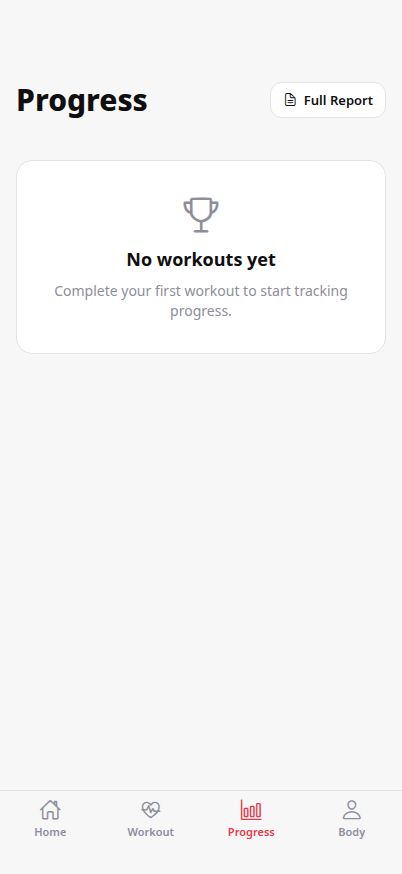 Progress
Full Report
No workouts yet
Complete your first workout to start tracking
progress.
Home
Workout
Progress
Body